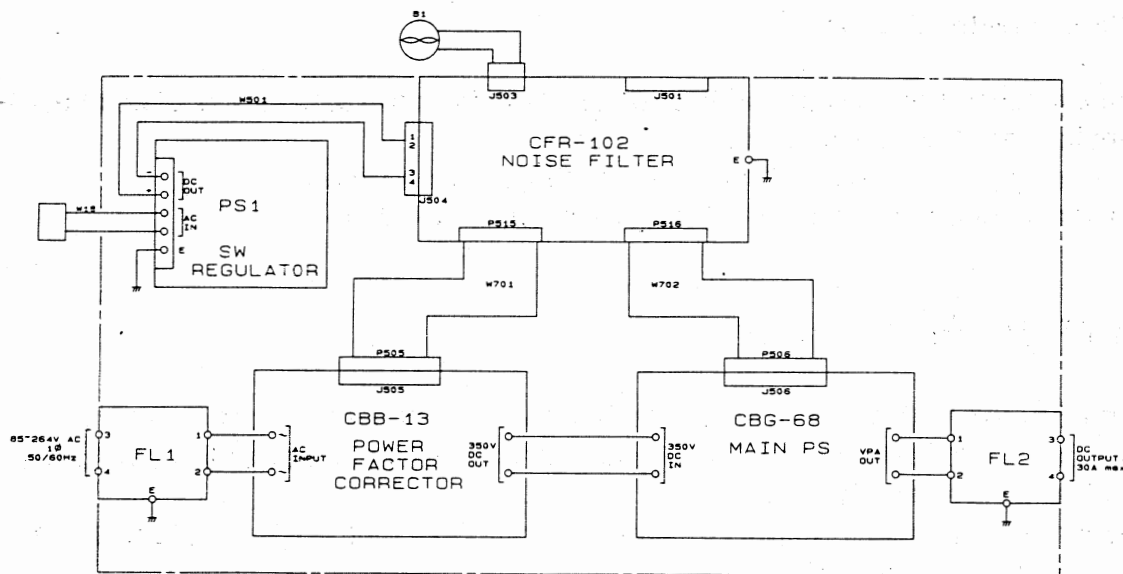 B1
J503
J501
W501
1
2
3
4
J504
CFR-102
NOISE FILTER
E
-
+
DC
OUT
AC
IN
E
PS1
SW
REGULATOR
W15
P515
P516
W701
W702
P505
J505
P506
J506
85~264V AC
1Ø
50/60Hz
3
4
FL1
1
2
E
~
~
AC
INPUT
CBB-13
POWER
FACTOR
CORRECTOR
350V
DC
OUT
350V
DC
IN
CBG-68
MAIN PS
VPA
OUT
1
2
FL2
3
4
E
DC
OUTPUT
30A max